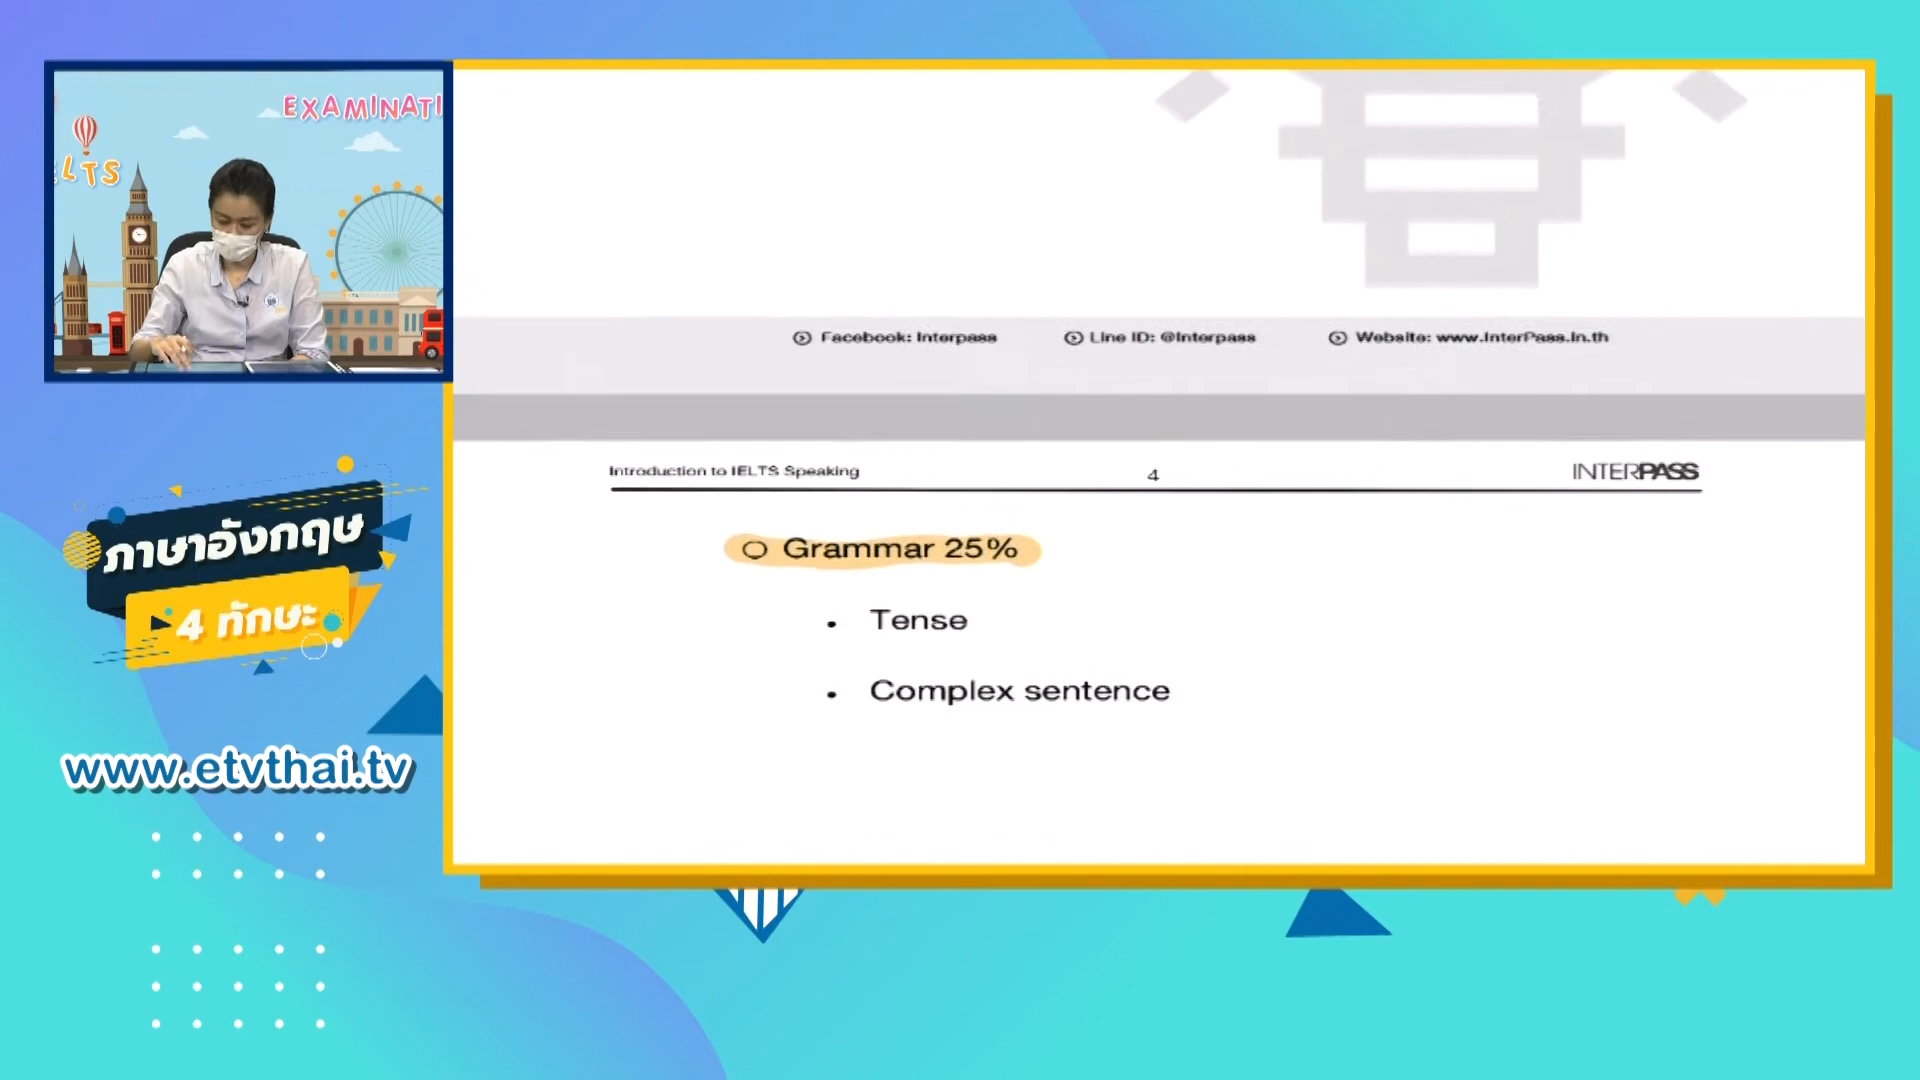 EXAMINATI
ELTS
Facebook: Interpass
Line ID: @Interpass
Website: www.InterPass.in.th
Introduction to IELTS Speaking
4
INTERPASS
Grammar 25%
Tense
Complex sentence
ภาษาอังกฤษ
4 ทักษะ
www.etvthai.tv